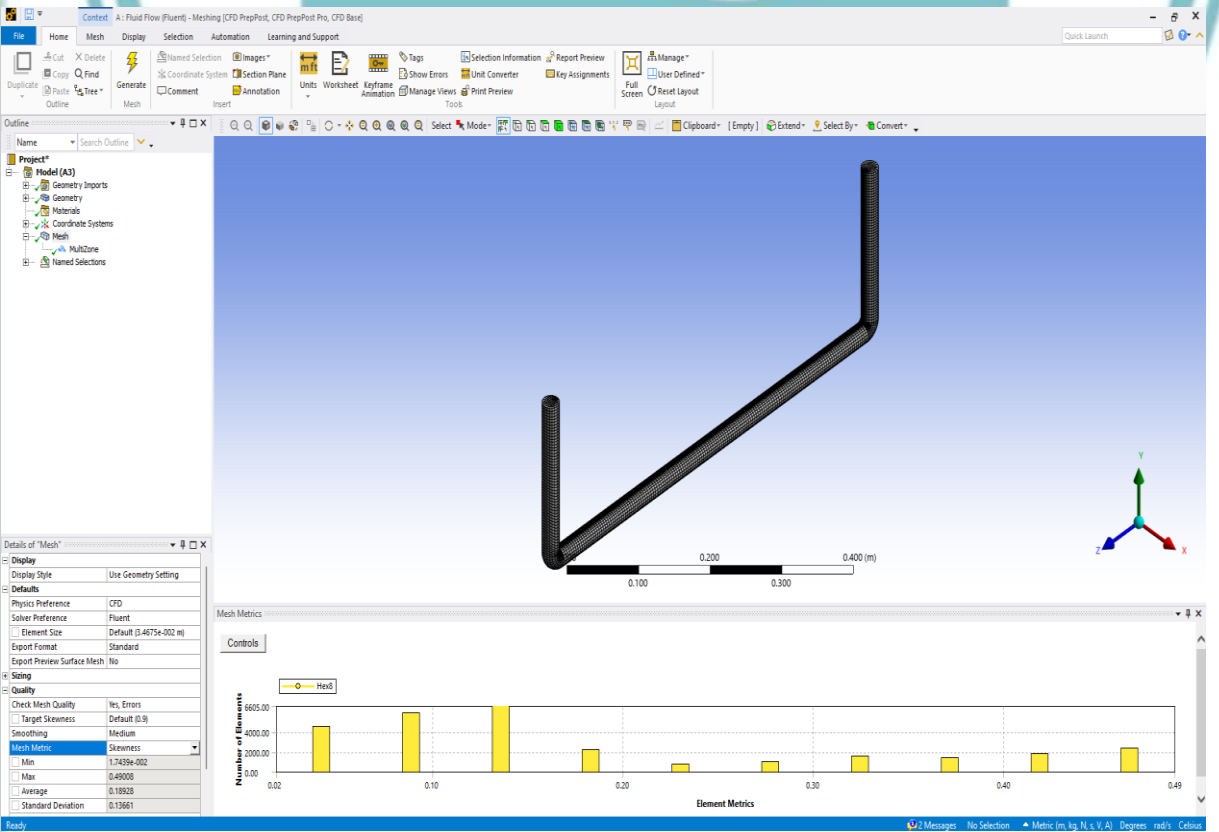 Context A : Fluid Flow (Fluent) - Meshing [CFD PrepPost, CFD PrepPost Pro, CFD Base]
File Home Mesh Display Selection Automation Learning and Support Quick Launch
Duplicate Cut Copy Paste Delete Find Tree
Outline
Generate
Mesh
Named Selection Coordinate System Comment Images Section Plane Annotation
Insert
Units Worksheet Keyframe Animation Tags Show Errors Manage Views Selection Information Unit Converter Print Preview Report Preview Key Assignments
Tools
Full Screen Manage User Defined Reset Layout
Layout
Outline
Name Search Outline
Select Mode Clipboard [Empty] Extend Select By Convert
Project*
Model (A3)
Geometry Imports
Geometry
Materials
Coordinate Systems
Mesh
MultiZone
Named Selections
Y
Z X
0.200 0.400 (m)
0.100 0.300
Details of "Mesh"
Display
Display Style Use Geometry Setting
Defaults
Physics Preference CFD
Solver Preference Fluent
Element Size Default (3.4675e-002 m)
Export Format Standard
Export Preview Surface Mesh No
Sizing
Quality
Check Mesh Quality Yes, Errors
Target Skewness Default (0.9)
Smoothing Medium
Mesh Metric Skewness
Min 1.7439e-002
Max 0.49008
Average 0.18928
Standard Deviation 0.13661
Mesh Metrics
Controls
Hex8
Number of Elements
6605.00
4000.00
2000.00
0.00
0.02 0.10 0.20 0.30 0.40 0.49
Element Metrics
Ready 2 Messages No Selection Metric (m, kg, N, s, V, A) Degrees rad/s Celsius